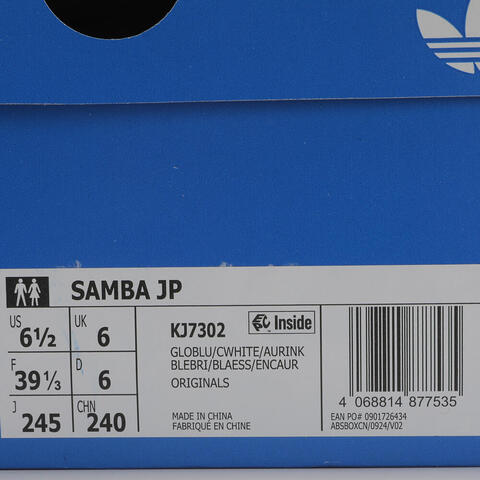 SAMBA JP
US 6½ UK 6
F 39⅓ D 6
J 245 CHN 240
KJ7302 Inside
GLOBLU/CWHITE/AURINK
BLEBRI/BLAESS/ENCAUR
ORIGINALS
MADE IN CHINA
FABRIQUÉ EN CHINE
4 068814 877535
EAN PO# 0901726434
ABSBOXCN/0924/V02